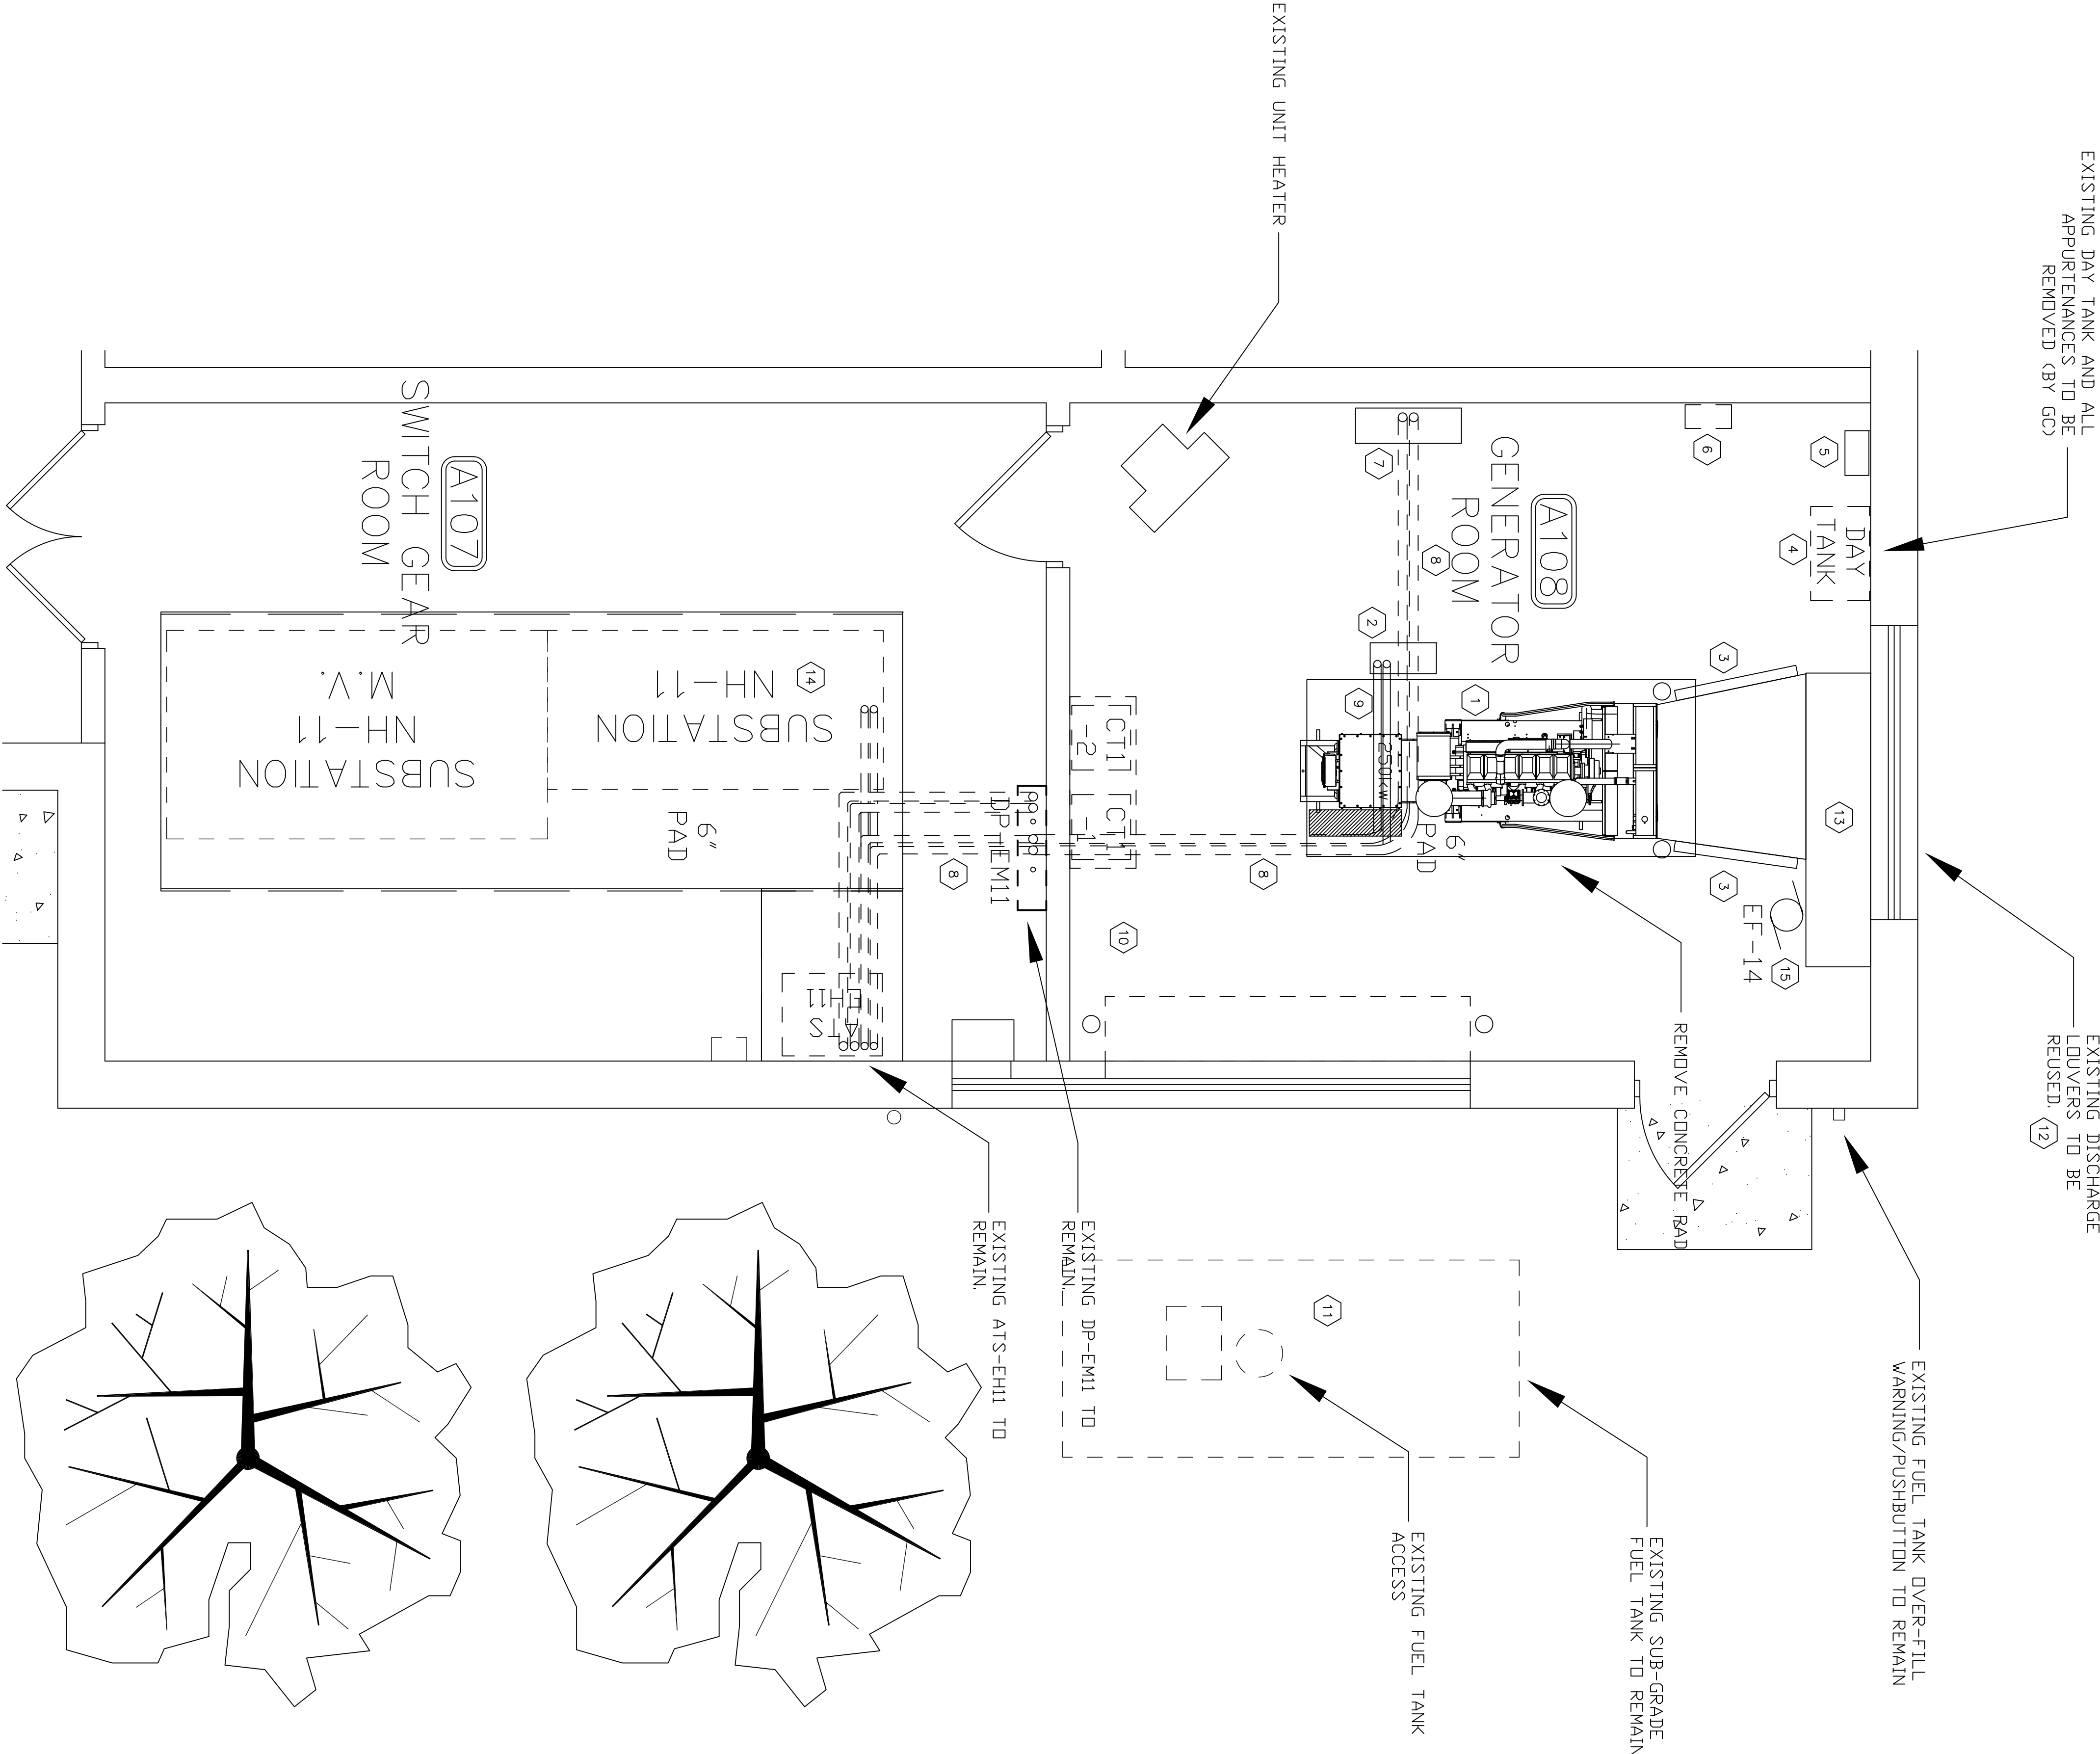 EXISTING DAY TANK AND ALL
APPURTENANCES TO BE
REMOVED (BY GC)
EXISTING UNIT HEATER
5
6
DAY
TANK
4
7
A108
GENERATOR
ROOM
8
2
3
9
1
250KW
6"
PAD
13
3
EF-14
15
8
10
CT1
-2
CT1
-1
DP-EM11
8
A107
SWITCH GEAR
ROOM
14
SUBSTATION
NH-11
SUBSTATION
NH-11
M.V.
6"
PAD
ATS
EH11
EXISTING DISCHARGE
LOUVERS TO BE
REUSED.
12
REMOVE CONCRETE PAD
EXISTING FUEL TANK OVER-FILL
WARNING/PUSHBUTTON TO REMAIN
EXISTING SUB-GRADE
FUEL TANK TO REMAIN
EXISTING FUEL TANK
ACCESS
11
EXISTING DP-EM11 TO
REMAIN.
EXISTING ATS-EH11 TO
REMAIN.